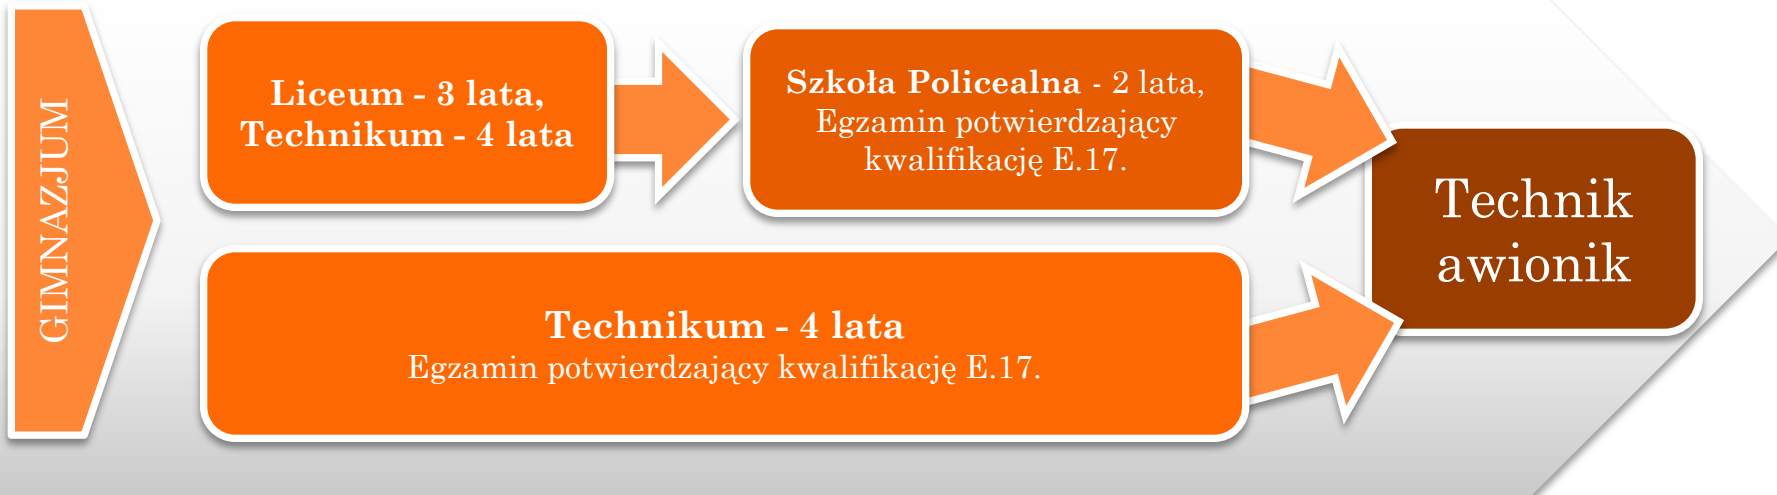 GIMNAZJUM
Liceum - 3 lata,
Technikum - 4 lata
Szkoła Policealna - 2 lata,
Egzamin potwierdzający
kwalifikację E.17.
Technikum - 4 lata
Egzamin potwierdzający kwalifikację E.17.
Technik
awionik